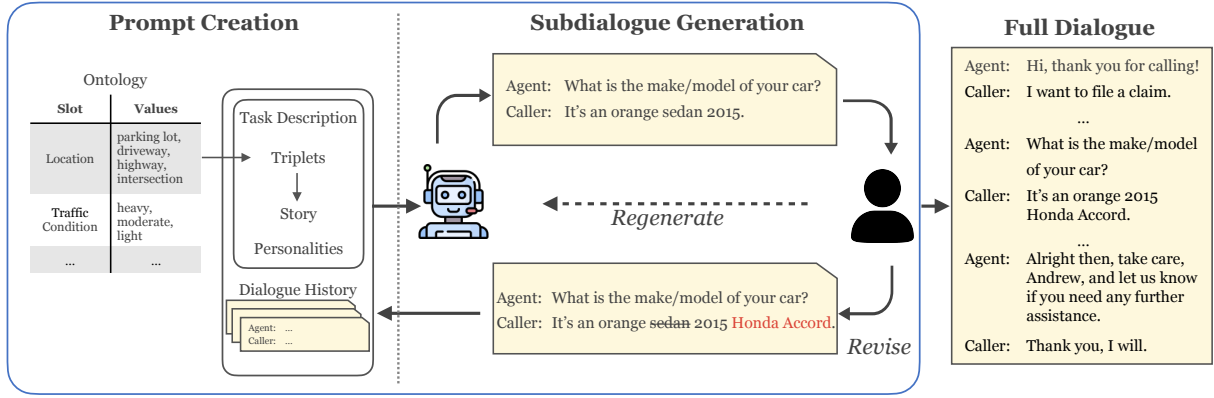 Prompt Creation
Ontology
Slot Values
Location
parking lot,
driveway,
highway,
intersection
Traffic
Condition
heavy,
moderate,
light
... ...
Task Description
Triplets
Story
Personalities
Dialogue History
Agent: ...
Caller: ...
Subdialogue Generation
Agent: What is the make/model of your car?
Caller: It's an orange sedan 2015.
Regenerate
Agent: What is the make/model of your car?
Caller: It's an orange sedan 2015 Honda Accord.
Revise
Full Dialogue
Agent: Hi, thank you for calling!
Caller: I want to file a claim.
...
Agent: What is the make/model
of your car?
Caller: It's an orange 2015
Honda Accord.
...
Agent: Alright then, take care,
Andrew, and let us know
if you need any further
assistance.
Caller: Thank you, I will.